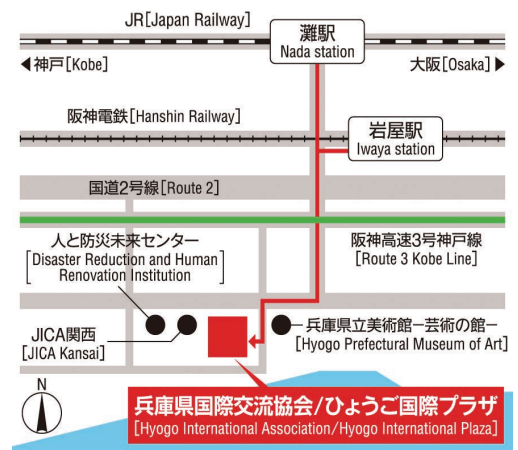 JR[Japan Railway]
灘駅
Nada station
神戸[Kobe]
大阪[Osaka]
阪神電鉄[Hanshin Railway]
岩屋駅
Iwaya station
国道2号線[Route 2]
人と防災未来センター
[Disaster Reduction and Human
Renovation Institution]
阪神高速3号神戸線
[Route 3 Kobe Line]
JICA関西
[JICA Kansai]
兵庫県立美術館−芸術の館−
[Hyogo Prefectural Museum of Art]
N
兵庫県国際交流協会/ひょうご国際プラザ
[Hyogo International Association/Hyogo International Plaza]